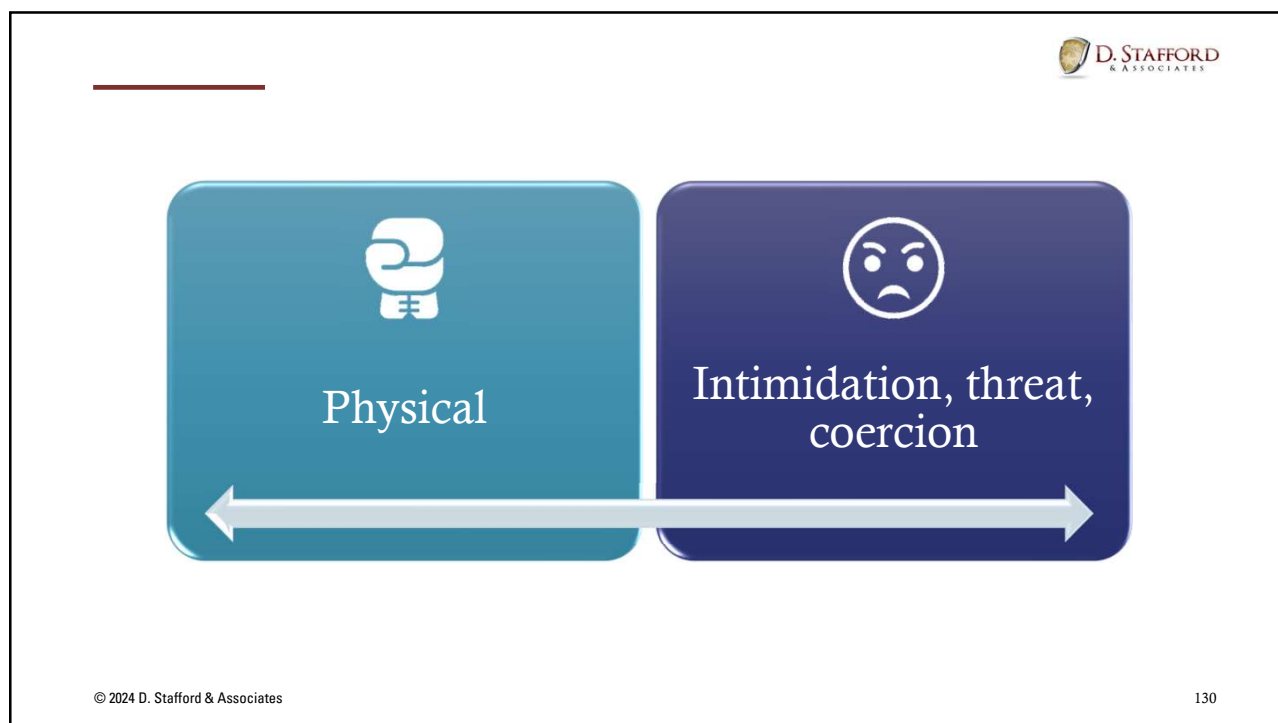 D. STAFFORD
& ASSOCIATES
Physical
Intimidation, threat,
coercion
© 2024 D. Stafford & Associates
130